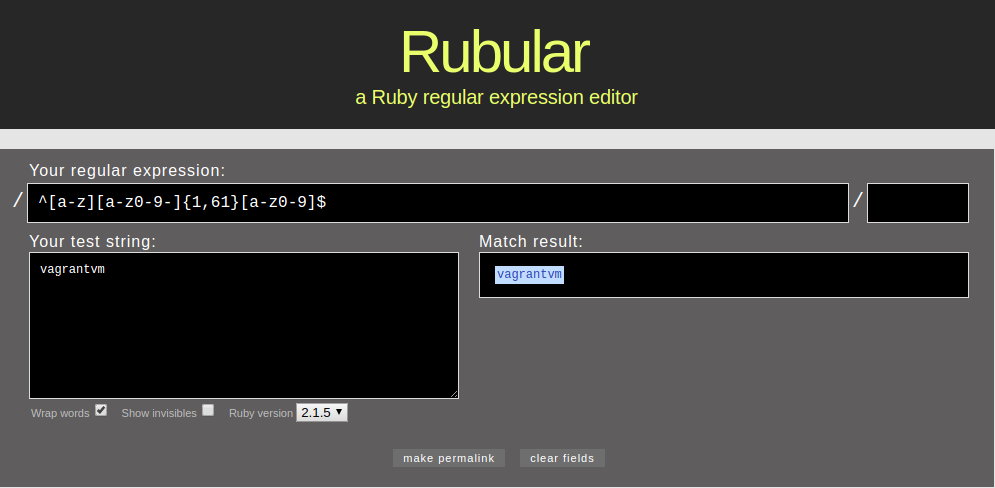 Rubular
a Ruby regular expression editor
Your regular expression:
/ ^[a-z][a-z0-9-]{1,61}[a-z0-9]$ /
Your test string:
Match result:
vagrantvm
vagrantvm
Wrap words Show invisibles Ruby version 2.1.5
make permalink clear fields